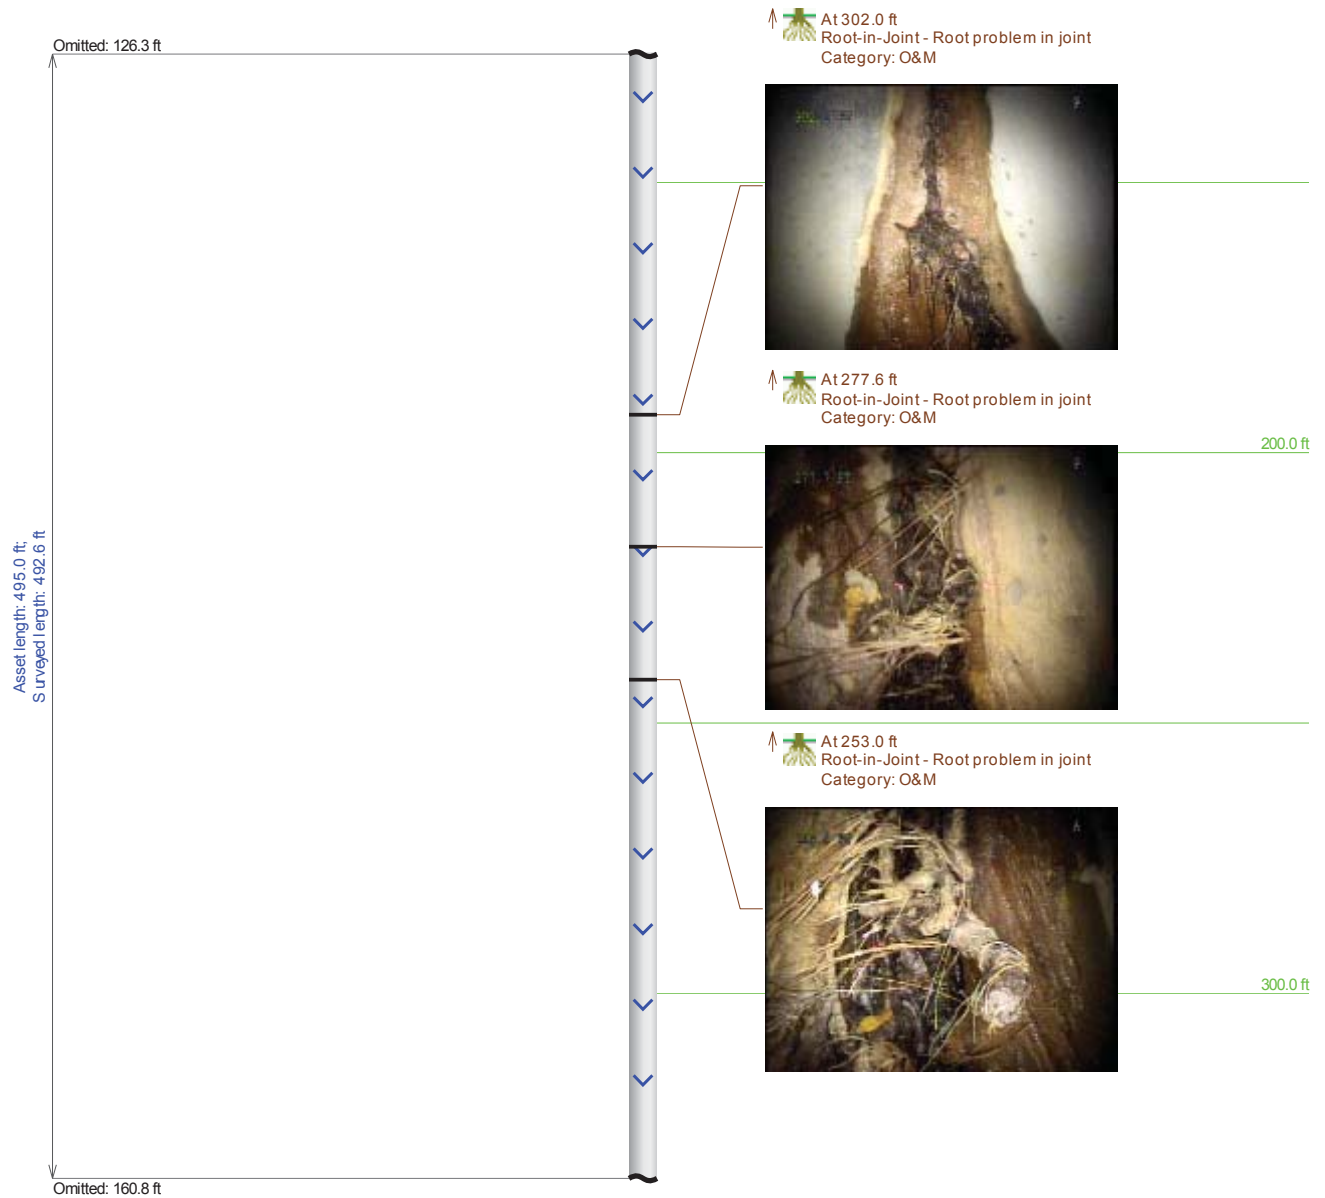 Omitted: 126.3 ft
At 302.0 ft
Root-in-Joint - Root problem in joint
Category: O&M
At 277.6 ft
Root-in-Joint - Root problem in joint
Category: O&M
200.0 ft
Asset length: 495.0 ft;
Surveyed length: 492.6 ft
At 253.0 ft
Root-in-Joint - Root problem in joint
Category: O&M
300.0 ft
Omitted: 160.8 ft